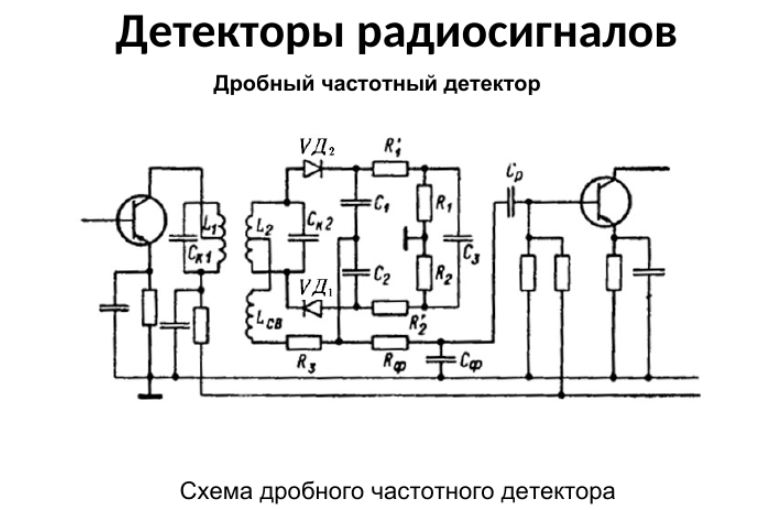 Детекторы радиосигналов
Дробный частотный детектор
VД₂ R'₁ Cр
L₁ L₂ Cк2 C₁ R₁
Cк1 C₃
VД₁ C₂ R₂
Lсв R'₂
R₃ Rф Cф
Схема дробного частотного детектора